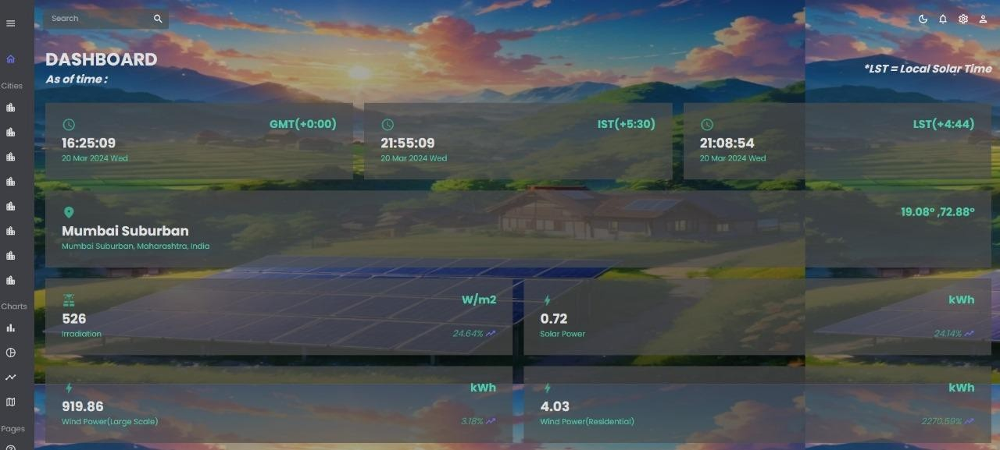 Search
DASHBOARD
As of time :
*LST = Local Solar Time
Cities
Charts
Pages
GMT(+0:00)
16:25:09
20 Mar 2024 Wed
IST(+5:30)
21:55:09
20 Mar 2024 Wed
LST(+4:44)
21:08:54
20 Mar 2024 Wed
19.08° ,72.88°
Mumbai Suburban
Mumbai Suburban, Maharashtra, India
W/m2
526
Irradiation
24.64%
kWh
0.72
Solar Power
24.14%
kWh
919.86
Wind Power(Large Scale)
3.18%
kWh
4.03
Wind Power(Residential)
2270.59%